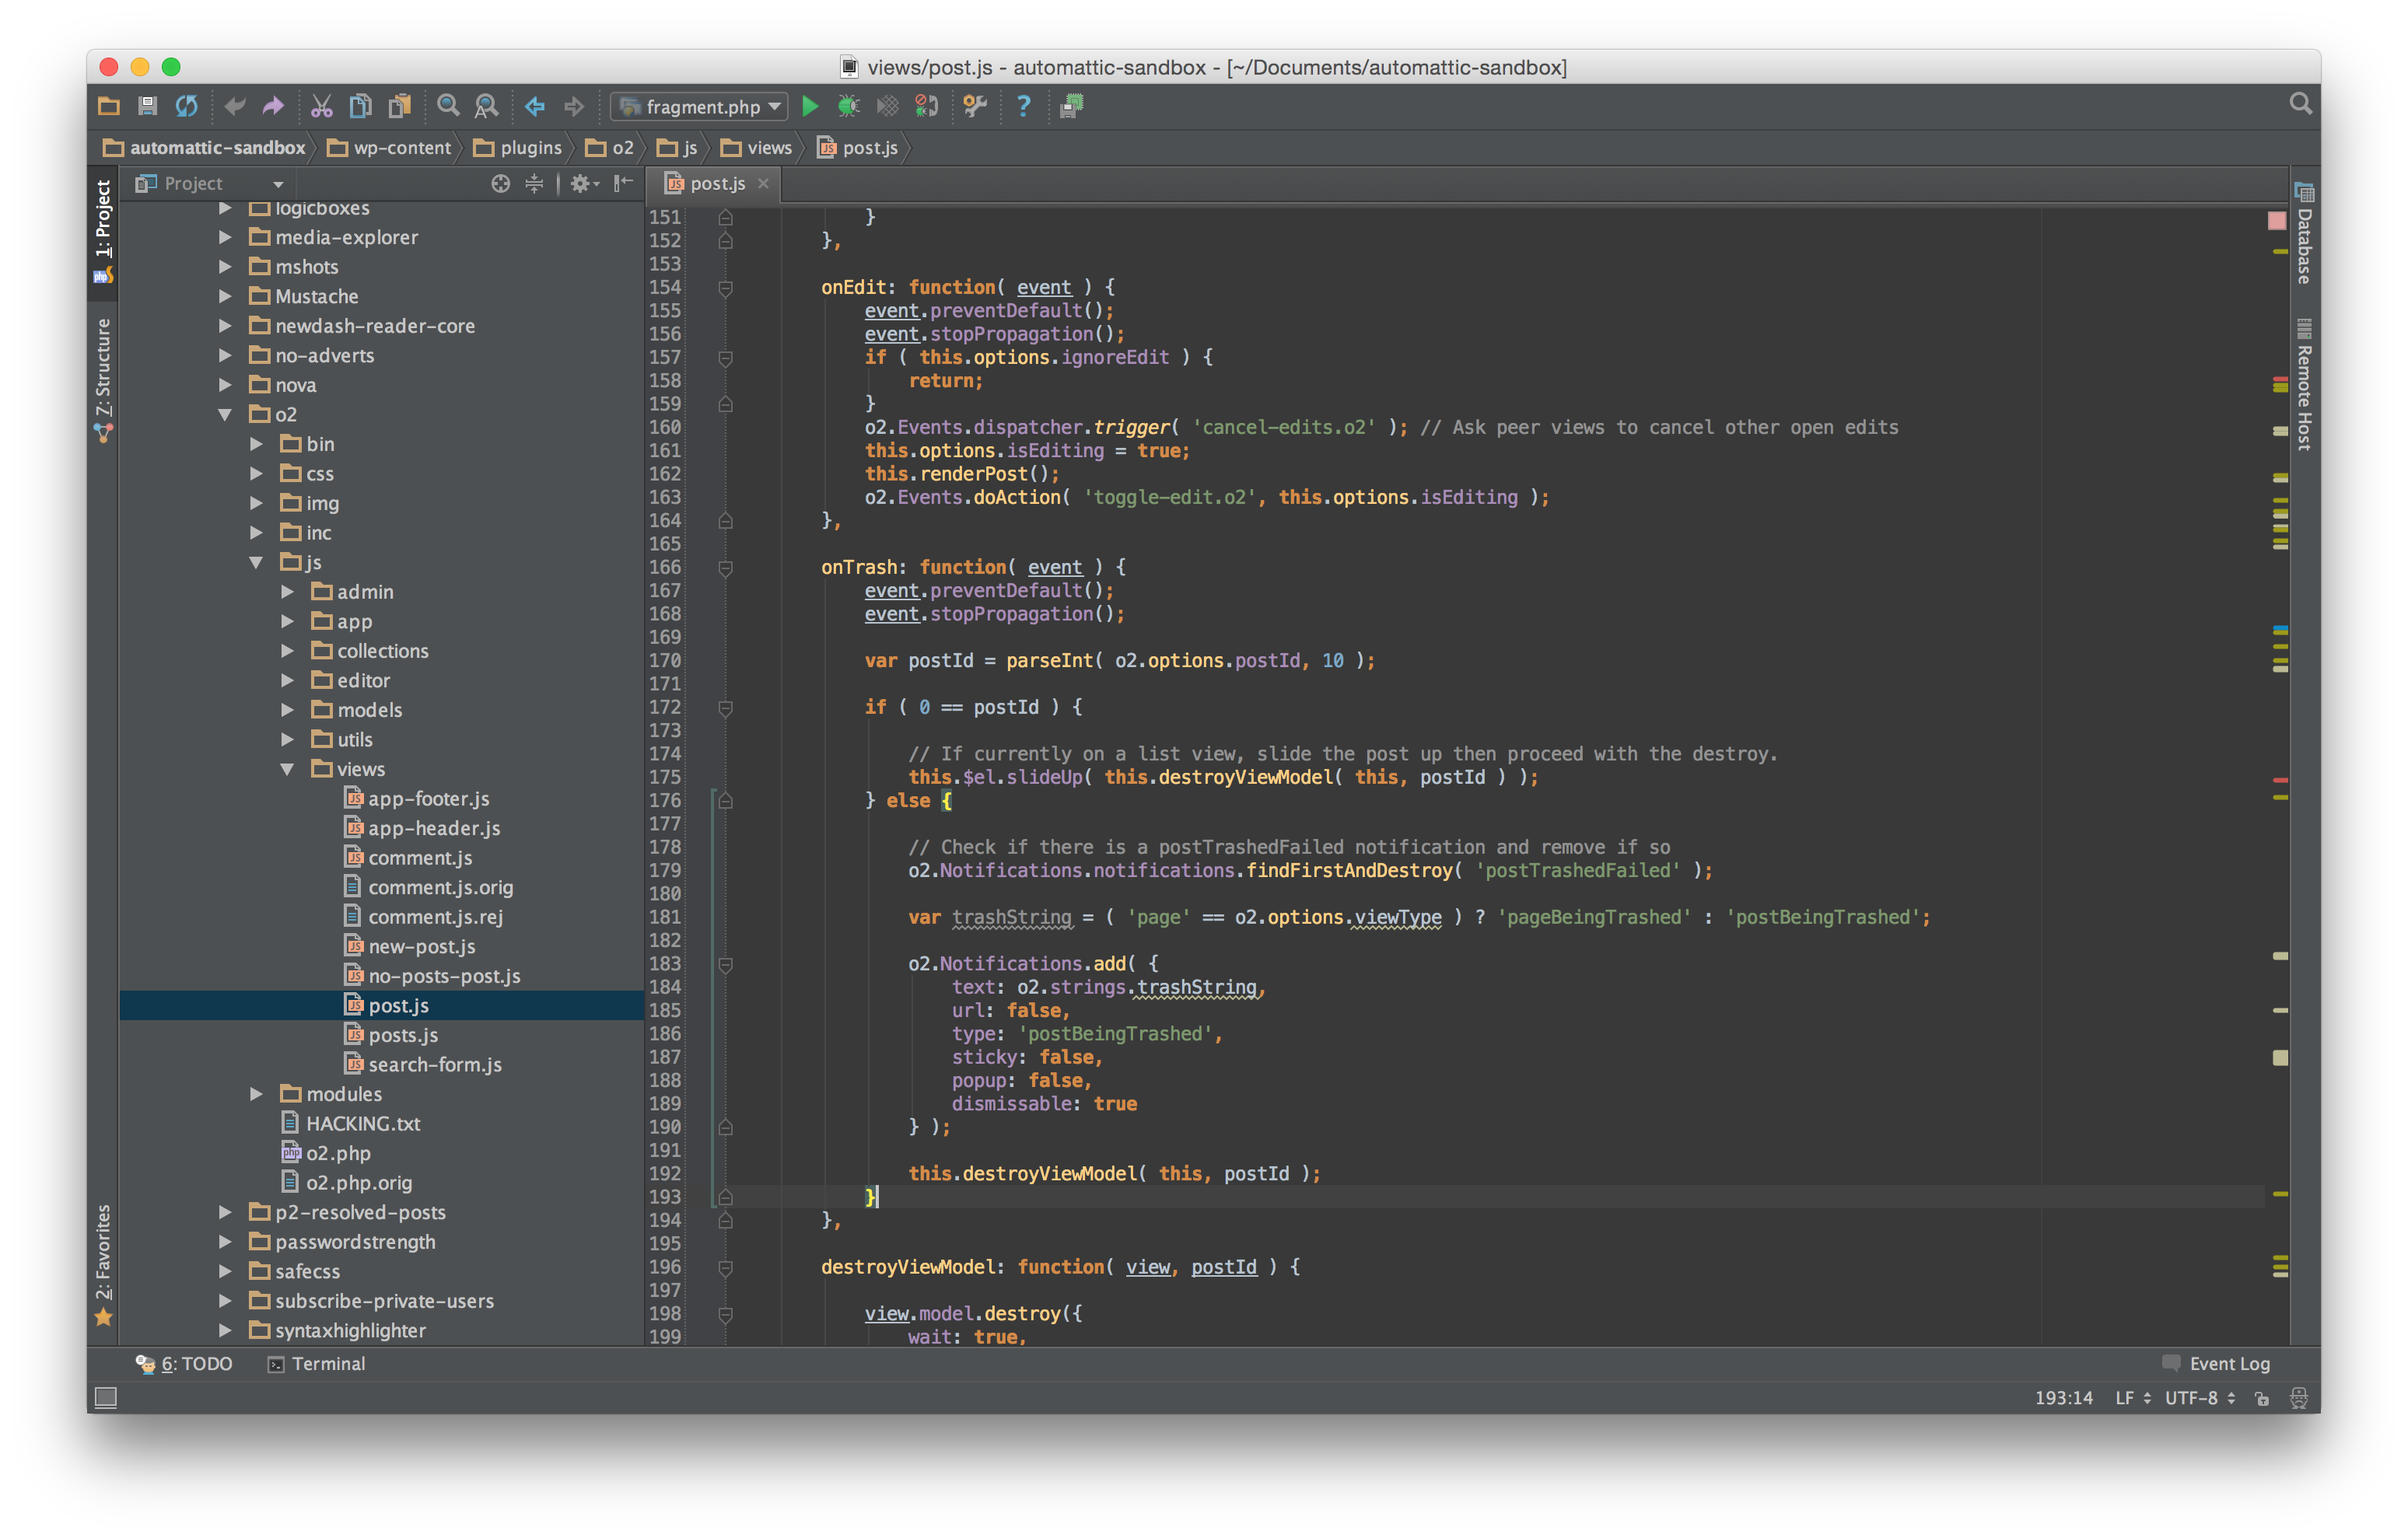 views/post.js - automattic-sandbox - [~/Documents/automattic-sandbox]
fragment.php
automattic-sandbox wp-content plugins o2 js views post.js
1: Project
7: Structure
2: Favorites
Project
logicboxes
media-explorer
mshots
Mustache
newdash-reader-core
no-adverts
nova
o2
bin
css
img
inc
js
admin
app
collections
editor
models
utils
views
app-footer.js
app-header.js
comment.js
comment.js.orig
comment.js.rej
new-post.js
no-posts-post.js
post.js
posts.js
search-form.js
modules
HACKING.txt
o2.php
o2.php.orig
p2-resolved-posts
passwordstrength
safecss
subscribe-private-users
syntaxhighlighter
post.js
151 }
152 },
153
154 onEdit: function( event ) {
155 event.preventDefault();
156 event.stopPropagation();
157 if ( this.options.ignoreEdit ) {
158 return;
159 }
160 o2.Events.dispatcher.trigger( 'cancel-edits.o2' ); // Ask peer views to cancel other open edits
161 this.options.isEditing = true;
162 this.renderPost();
163 o2.Events.doAction( 'toggle-edit.o2', this.options.isEditing );
164 },
165
166 onTrash: function( event ) {
167 event.preventDefault();
168 event.stopPropagation();
169
170 var postId = parseInt( o2.options.postId, 10 );
171
172 if ( 0 == postId ) {
173
174 // If currently on a list view, slide the post up then proceed with the destroy.
175 this.$el.slideUp( this.destroyViewModel( this, postId ) );
176 } else {
177
178 // Check if there is a postTrashedFailed notification and remove if so
179 o2.Notifications.notifications.findFirstAndDestroy( 'postTrashedFailed' );
180
181 var trashString = ( 'page' == o2.options.viewType ) ? 'pageBeingTrashed' : 'postBeingTrashed';
182
183 o2.Notifications.add( {
184 text: o2.strings.trashString,
185 url: false,
186 type: 'postBeingTrashed',
187 sticky: false,
188 popup: false,
189 dismissable: true
190 } );
191
192 this.destroyViewModel( this, postId );
193 }
194 },
195
196 destroyViewModel: function( view, postId ) {
197
198 view.model.destroy({
199 wait: true,
Database
Remote Host
6: TODO Terminal Event Log
193:14 LF UTF-8